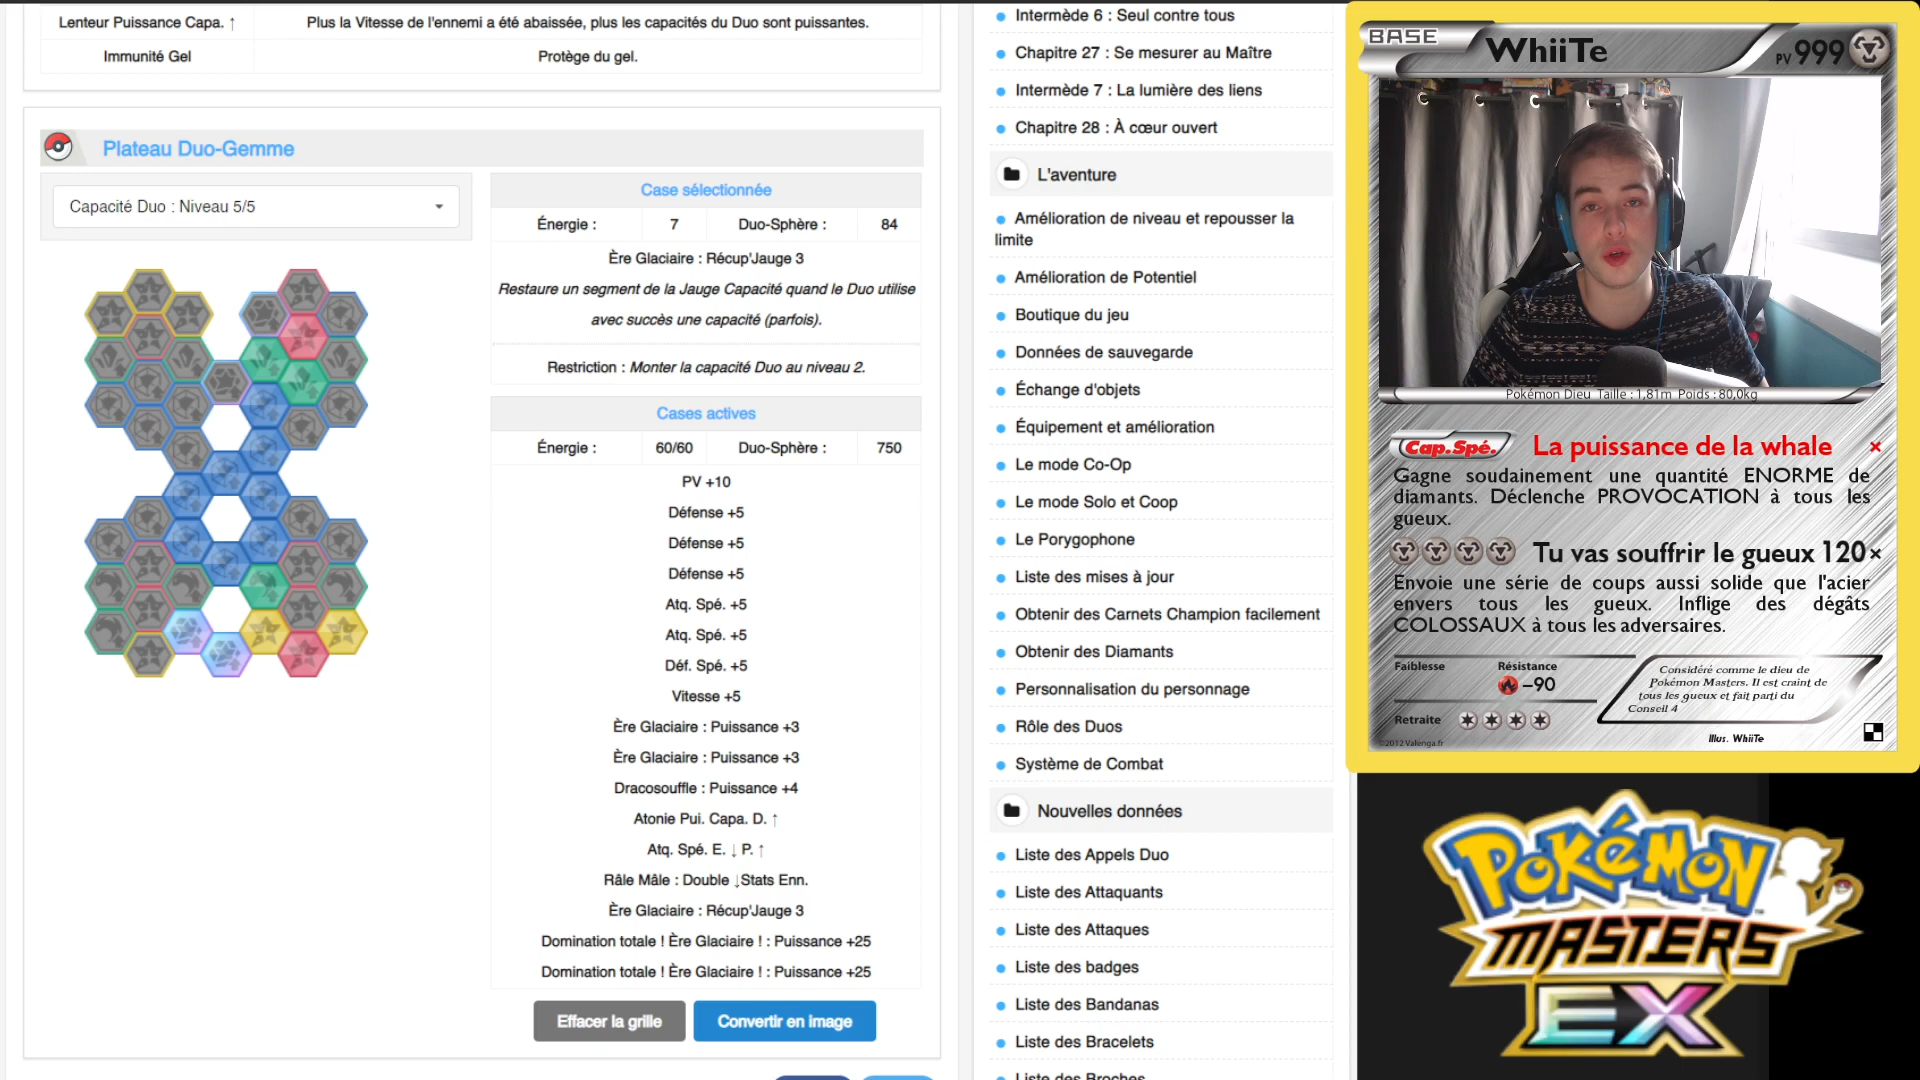 Lenteur Puissance Capa. ↑
Plus la Vitesse de l'ennemi a été abaissée, plus les capacités du Duo sont puissantes.
Immunité Gel
Protège du gel.
Plateau Duo-Gemme
Capacité Duo : Niveau 5/5
Case sélectionnée
Énergie : 7 Duo-Sphère : 84
Ère Glaciaire : Récup'Jauge 3
Restaure un segment de la Jauge Capacité quand le Duo utilise
avec succès une capacité (parfois).
Restriction : Monter la capacité Duo au niveau 2.
Cases actives
Énergie : 60/60 Duo-Sphère : 750
PV +10
Défense +5
Défense +5
Défense +5
Atq. Spé. +5
Atq. Spé. +5
Déf. Spé. +5
Vitesse +5
Ère Glaciaire : Puissance +3
Ère Glaciaire : Puissance +3
Dracosouffle : Puissance +4
Atonie Pui. Capa. D. ↑
Atq. Spé. E. ↓ P. ↑
Râle Mâle : Double ↓Stats Enn.
Ère Glaciaire : Récup'Jauge 3
Domination totale ! Ère Glaciaire ! : Puissance +25
Domination totale ! Ère Glaciaire ! : Puissance +25
Effacer la grille
Convertir en image
Intermède 6 : Seul contre tous
Chapitre 27 : Se mesurer au Maître
Intermède 7 : La lumière des liens
Chapitre 28 : À cœur ouvert
L'aventure
Amélioration de niveau et repousser la
limite
Amélioration de Potentiel
Boutique du jeu
Données de sauvegarde
Échange d'objets
Équipement et amélioration
Le mode Co-Op
Le mode Solo et Coop
Le Porygophone
Liste des mises à jour
Obtenir des Carnets Champion facilement
Obtenir des Diamants
Personnalisation du personnage
Rôle des Duos
Système de Combat
Nouvelles données
Liste des Appels Duo
Liste des Attaquants
Liste des Attaques
Liste des badges
Liste des Bandanas
Liste des Bracelets
Liste des Broches
BASE
WhiiTe
PV 999
Pokémon Dieu Taille : 1,81m Poids : 80,0kg
Cap.Spé. La puissance de la whale ×
Gagne soudainement une quantité ENORME de
diamants. Déclenche PROVOCATION à tous les
gueux.
Tu vas souffrir le gueux 120×
Envoie une série de coups aussi solide que l'acier
envers tous les gueux. Inflige des dégâts
COLOSSAUX à tous les adversaires.
Faiblesse
Résistance
-90
Retraite
Considéré comme le dieu de
Pokémon Masters. Il est craint de
tous les gueux et fait parti du
Conseil 4
Illus. WhiiTe
©2012 Valenga.fr
POKÉMON
MASTERS
EX